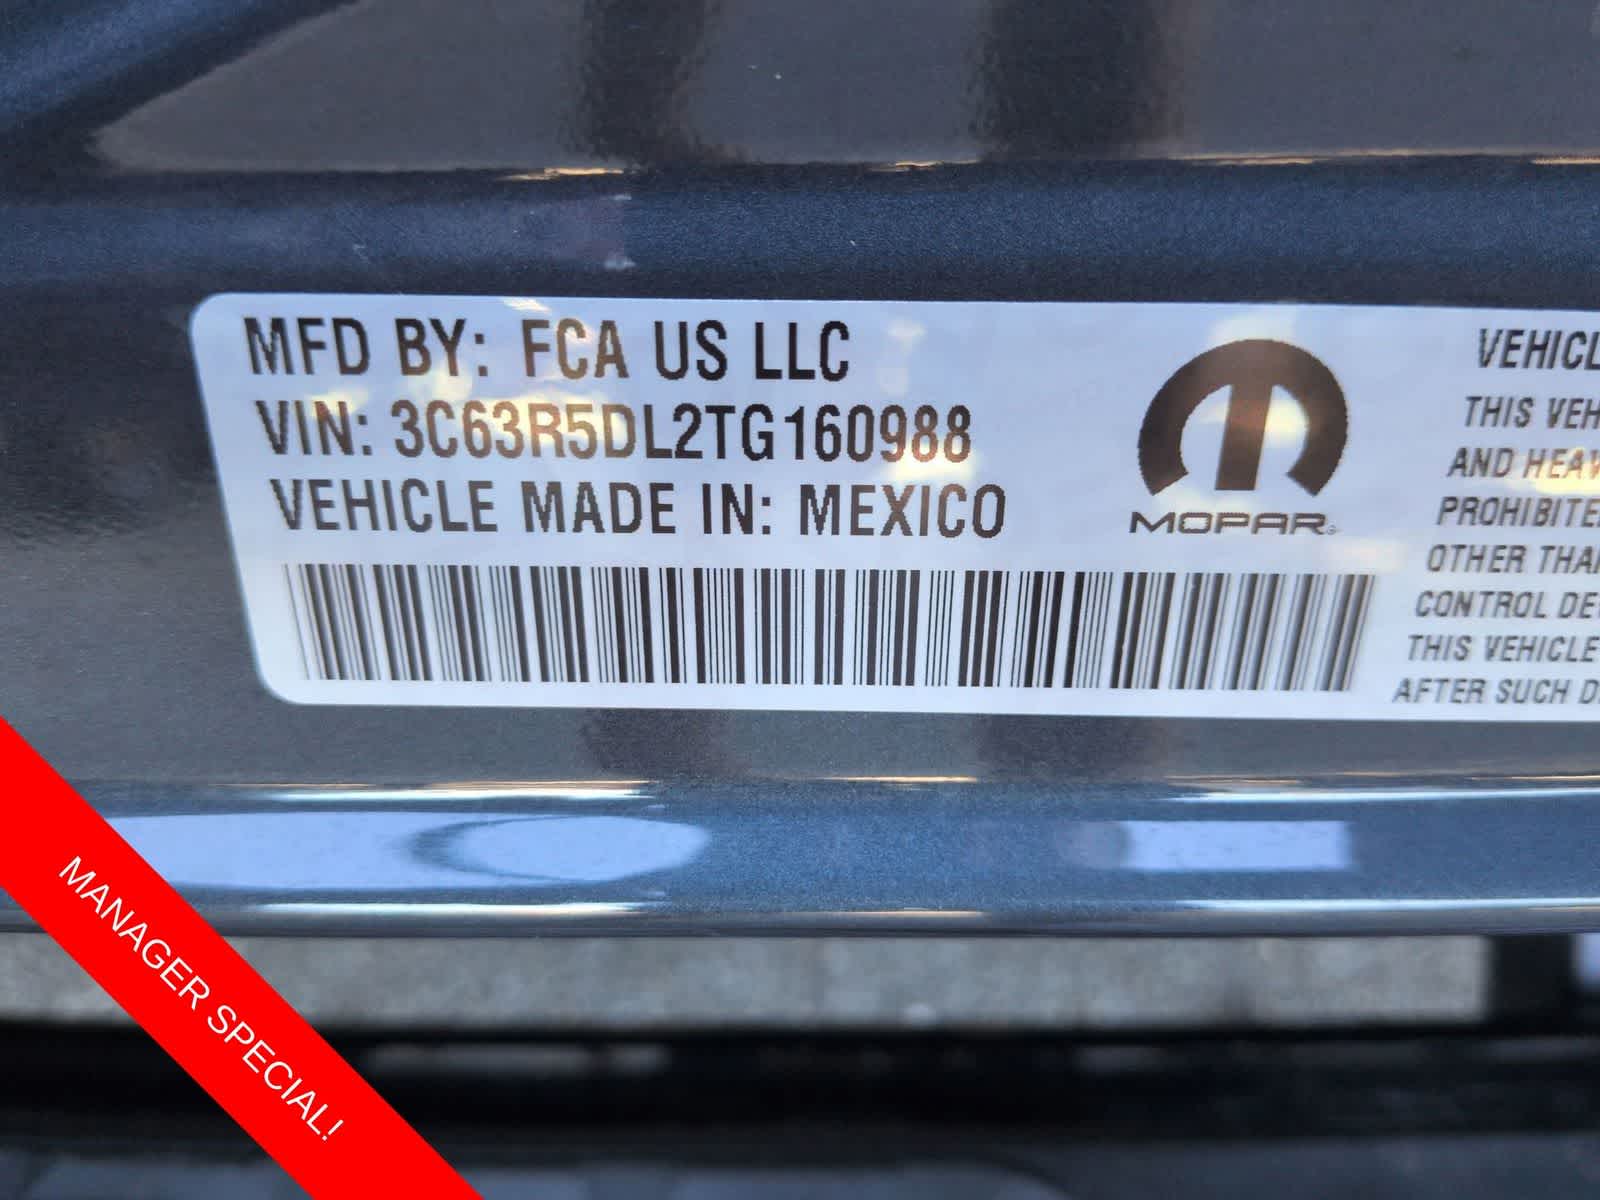 MFD BY: FCA US LLC
VIN: 3C63R5DL2TG160988
VEHICLE MADE IN: MEXICO
MOPAR
VEHICL
THIS VEH
AND HEAV
PROHIBITE
OTHER THA
CONTROL DE
THIS VEHICLE
AFTER SUCH D
MANAGER SPECIAL!